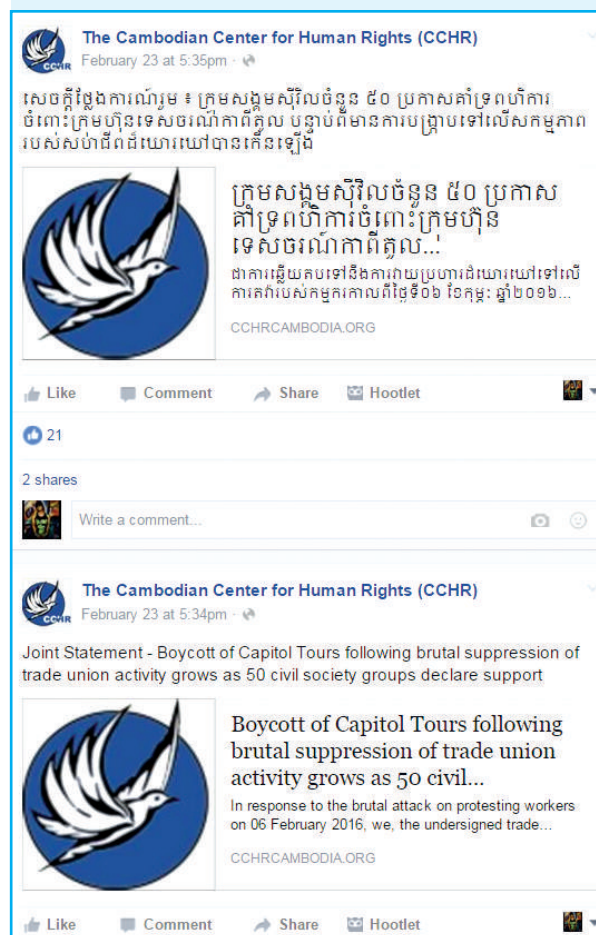 The Cambodian Center for Human Rights (CCHR)
February 23 at 5:35pm ·
សេចក្តីថ្លែងការណ៍រួម ៖ ក្រុមសង្គមស៊ីវិលចំនួន ៥០ ប្រកាសគាំទ្រពហិការ
ចំពោះក្រុមហ៊ុនទេសចរណ៍កាពីតូល បន្ទាប់ពីមានការបង្ក្រាបទៅលើសកម្មភាព
របស់សហជីពដ៏ឃោរឃៅបានកើនឡើង
ក្រុមសង្គមស៊ីវិលចំនួន ៥០ ប្រកាស
គាំទ្រពហិការចំពោះក្រុមហ៊ុន
ទេសចរណ៍កាពីតូល...
ជាការឆ្លើយតបទៅនឹងការវាយប្រហារដ៏ឃោរឃៅទៅលើ
ការតវ៉ារបស់កម្មករកាលពីថ្ងៃទី០៦ ខែកុម្ភៈ ឆ្នាំ២០១៦...
CCHRCAMBODIA.ORG
CCHR
Like Comment Share Hootlet
21
2 shares
Write a comment...
The Cambodian Center for Human Rights (CCHR)
February 23 at 5:34pm ·
CCHR
Joint Statement - Boycott of Capitol Tours following brutal suppression of
trade union activity grows as 50 civil society groups declare support
Boycott of Capitol Tours following
brutal suppression of trade union
activity grows as 50 civil...
In response to the brutal attack on protesting workers
on 06 February 2016, we, the undersigned trade...
CCHRCAMBODIA.ORG
Like Comment Share Hootlet